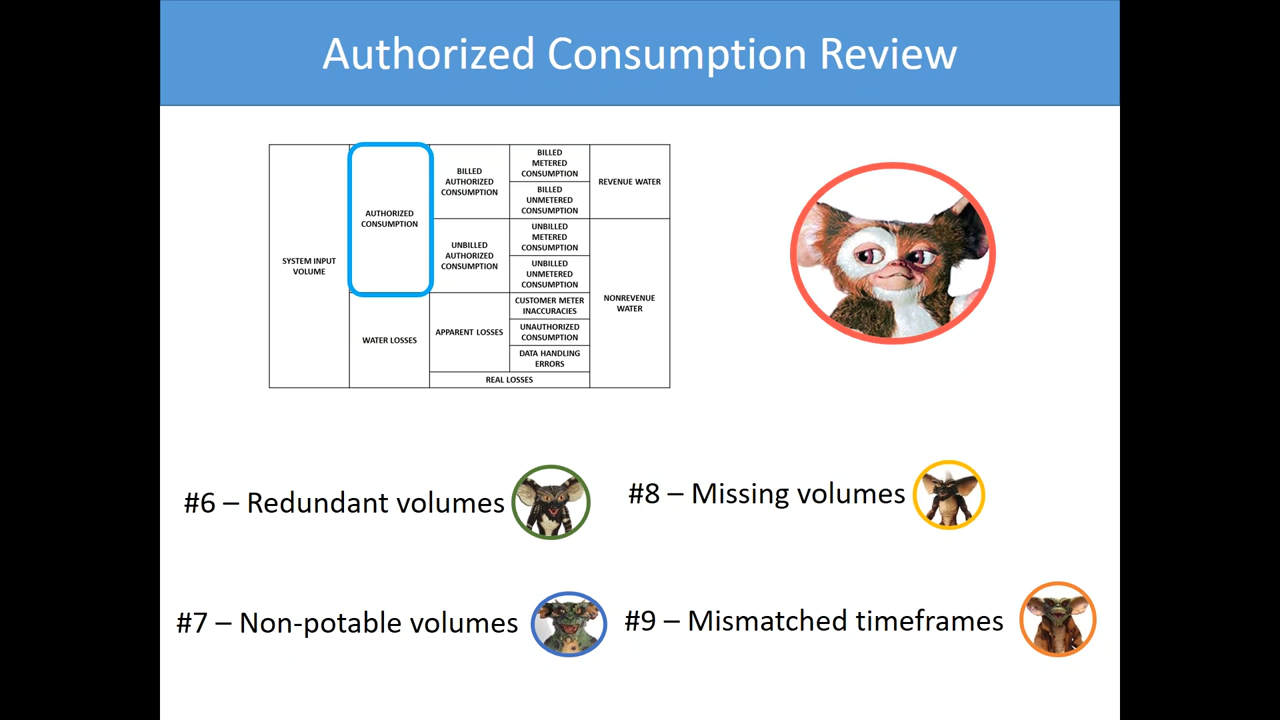 Authorized Consumption Review
SYSTEM INPUT
VOLUME
AUTHORIZED
CONSUMPTION
WATER LOSSES
BILLED
AUTHORIZED
CONSUMPTION
UNBILLED
AUTHORIZED
CONSUMPTION
APPARENT LOSSES
BILLED
METERED
CONSUMPTION
BILLED
UNMETERED
CONSUMPTION
UNBILLED
METERED
CONSUMPTION
UNBILLED
UNMETERED
CONSUMPTION
CUSTOMER METER
INACCURACIES
UNAUTHORIZED
CONSUMPTION
DATA HANDLING
ERRORS
REAL LOSSES
REVENUE WATER
NONREVENUE
WATER
#6 – Redundant volumes
#8 – Missing volumes
#7 – Non-potable volumes
#9 – Mismatched timeframes